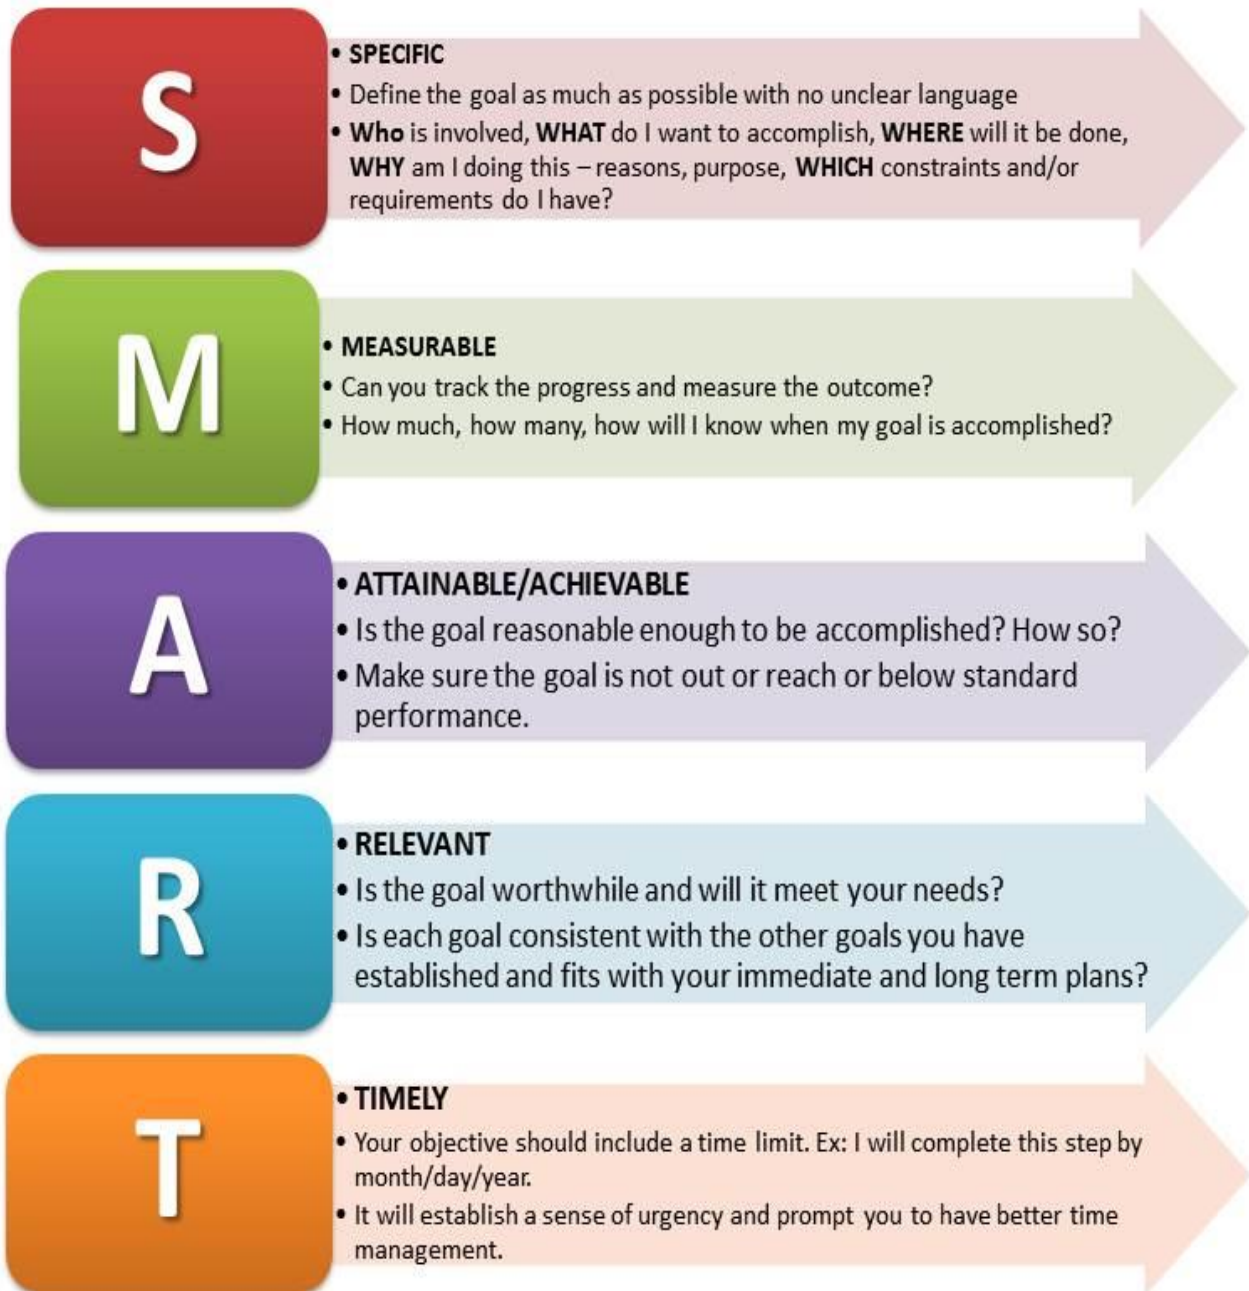 S
• SPECIFIC
• Define the goal as much as possible with no unclear language
• Who is involved, WHAT do I want to accomplish, WHERE will it be done,
WHY am I doing this – reasons, purpose, WHICH constraints and/or
requirements do I have?
M
• MEASURABLE
• Can you track the progress and measure the outcome?
• How much, how many, how will I know when my goal is accomplished?
A
• ATTAINABLE/ACHIEVABLE
• Is the goal reasonable enough to be accomplished? How so?
• Make sure the goal is not out or reach or below standard
performance.
R
• RELEVANT
• Is the goal worthwhile and will it meet your needs?
• Is each goal consistent with the other goals you have
established and fits with your immediate and long term plans?
T
• TIMELY
• Your objective should include a time limit. Ex: I will complete this step by
month/day/year.
• It will establish a sense of urgency and prompt you to have better time
management.